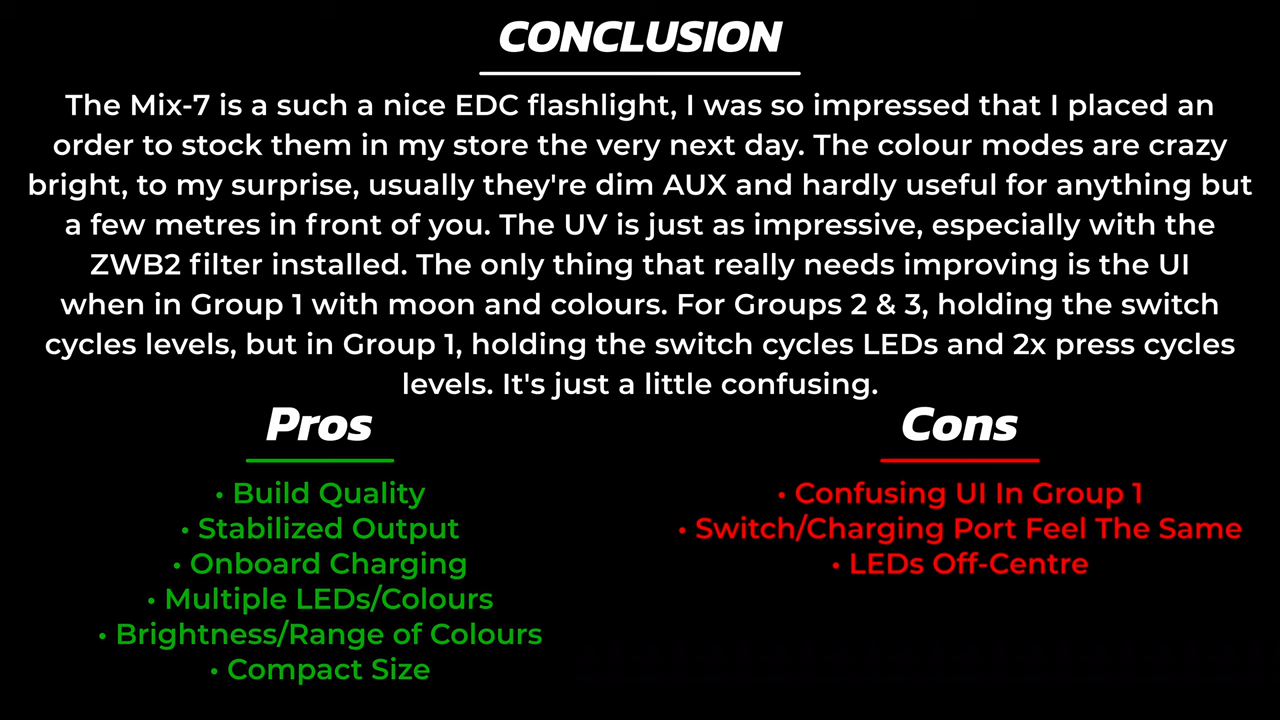 CONCLUSION
The Mix-7 is a such a nice EDC flashlight, I was so impressed that I placed an
order to stock them in my store the very next day. The colour modes are crazy
bright, to my surprise, usually they're dim AUX and hardly useful for anything but
a few metres in front of you. The UV is just as impressive, especially with the
ZWB2 filter installed. The only thing that really needs improving is the UI
when in Group 1 with moon and colours. For Groups 2 & 3, holding the switch
cycles levels, but in Group 1, holding the switch cycles LEDs and 2x press cycles
levels. It's just a little confusing.
Pros
• Build Quality
• Stabilized Output
• Onboard Charging
• Multiple LEDs/Colours
• Brightness/Range of Colours
• Compact Size
Cons
• Confusing UI In Group 1
• Switch/Charging Port Feel The Same
• LEDs Off-Centre